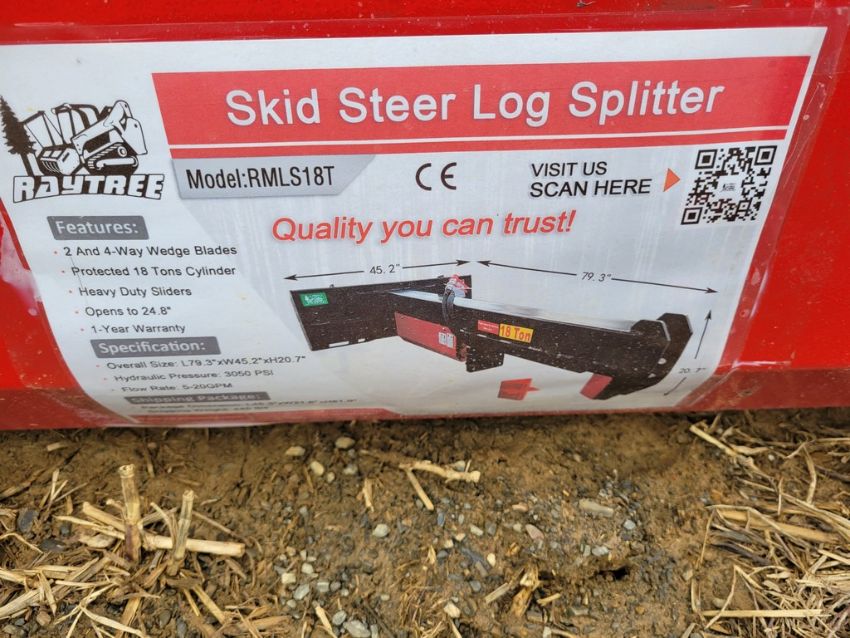 Skid Steer Log Splitter
RAYTREE
Model:RMLS18T
CE
VISIT US
SCAN HERE
Quality you can trust!
Features:
· 2 And 4-Way Wedge Blades
· Protected 18 Tons Cylinder
· Heavy Duty Sliders
· Opens to 24.8"
· 1-Year Warranty
Specification:
· Overall Size: L79.3"xW45.2"xH20.7"
· Hydraulic Pressure: 3050 PSI
· Flow Rate: 5-20GPM
Shipping Package:
45.2"
79.3"
18 Ton
20.7"